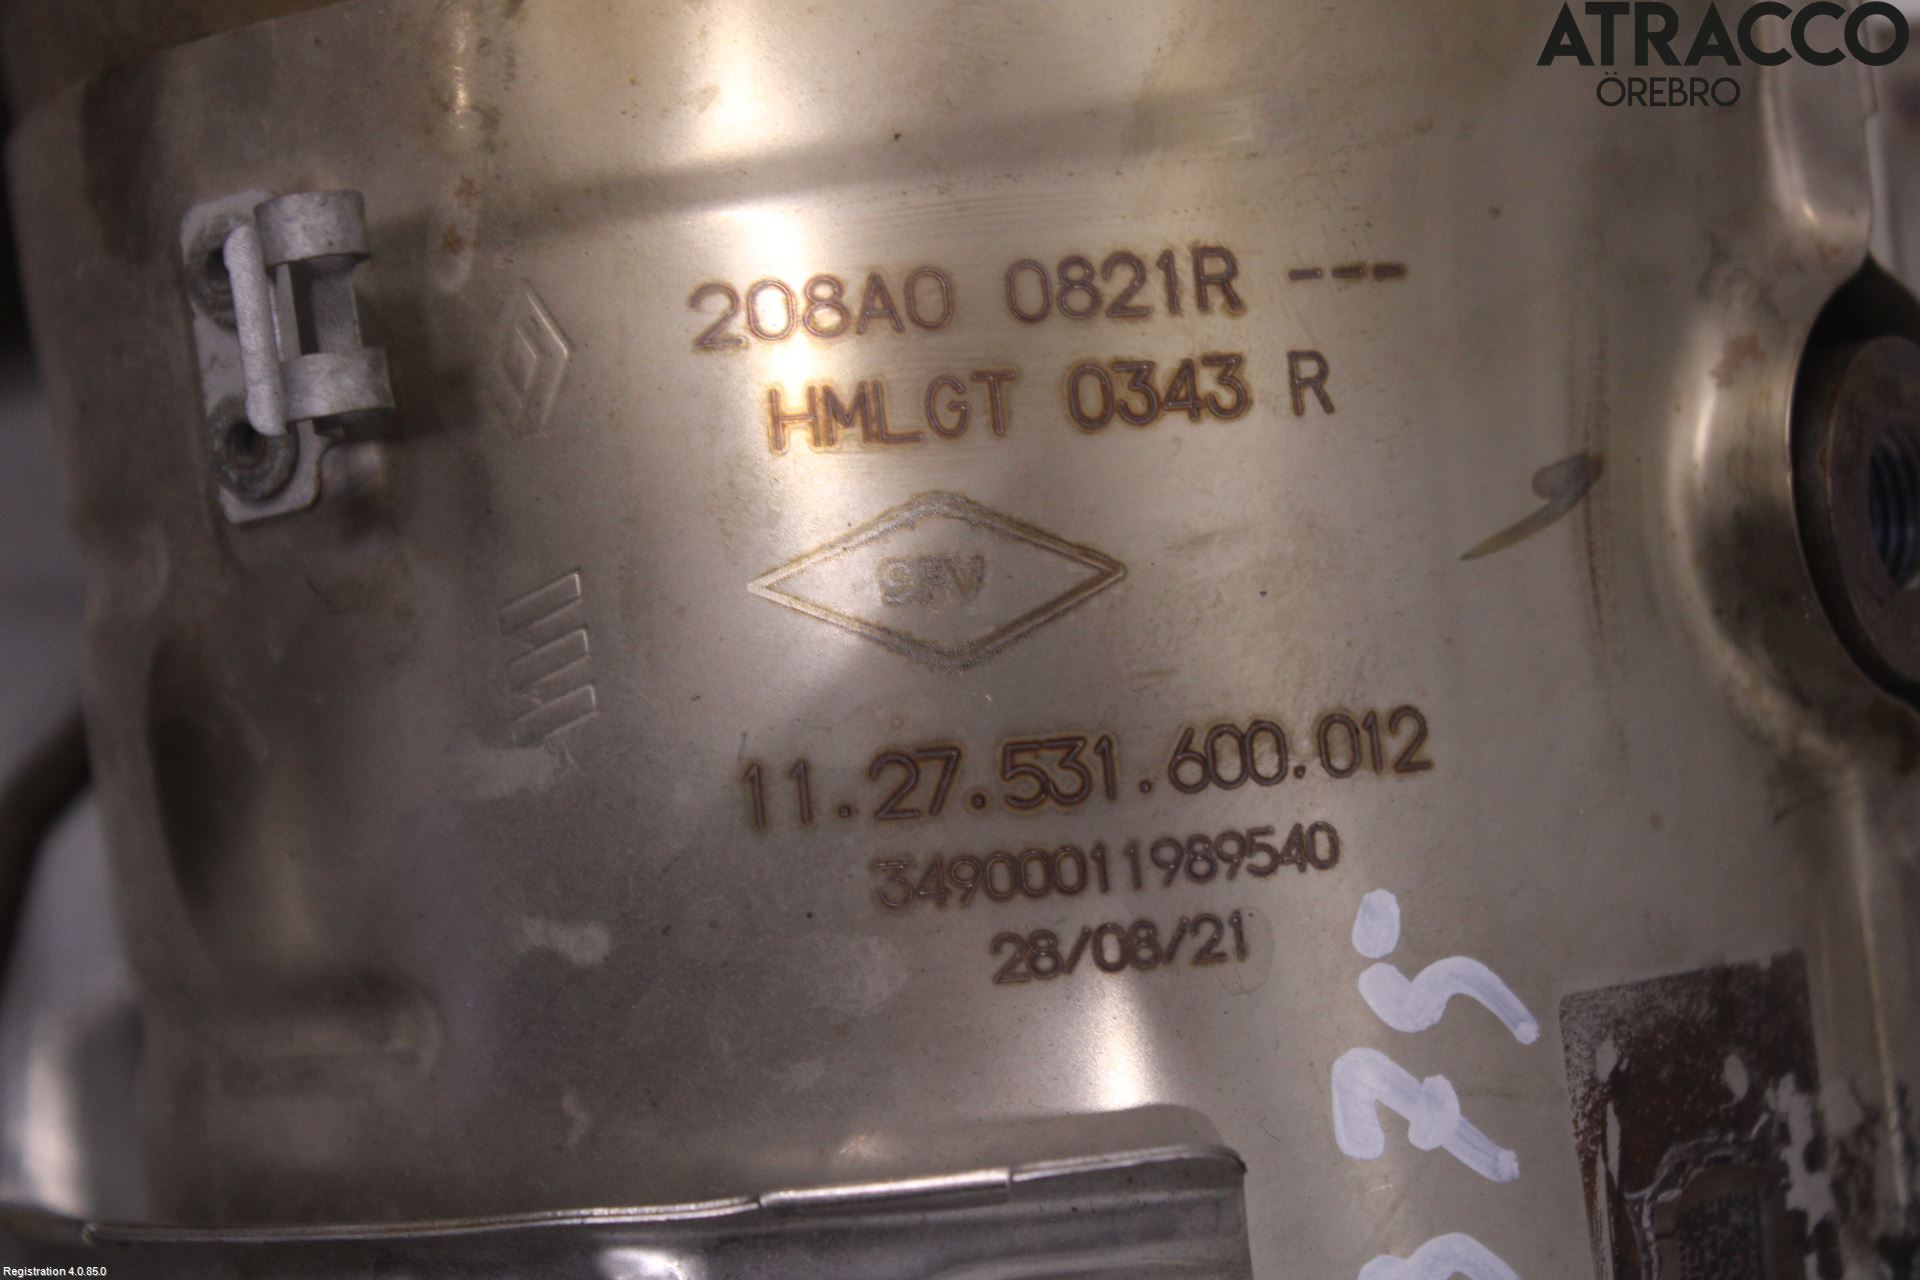 ATRACCO
ÖREBRO
208A0 0821R ---
HMLGT 0343 R
11.27.531.600.012
34900011989540
28/08/21
Registration 4.0.85.0